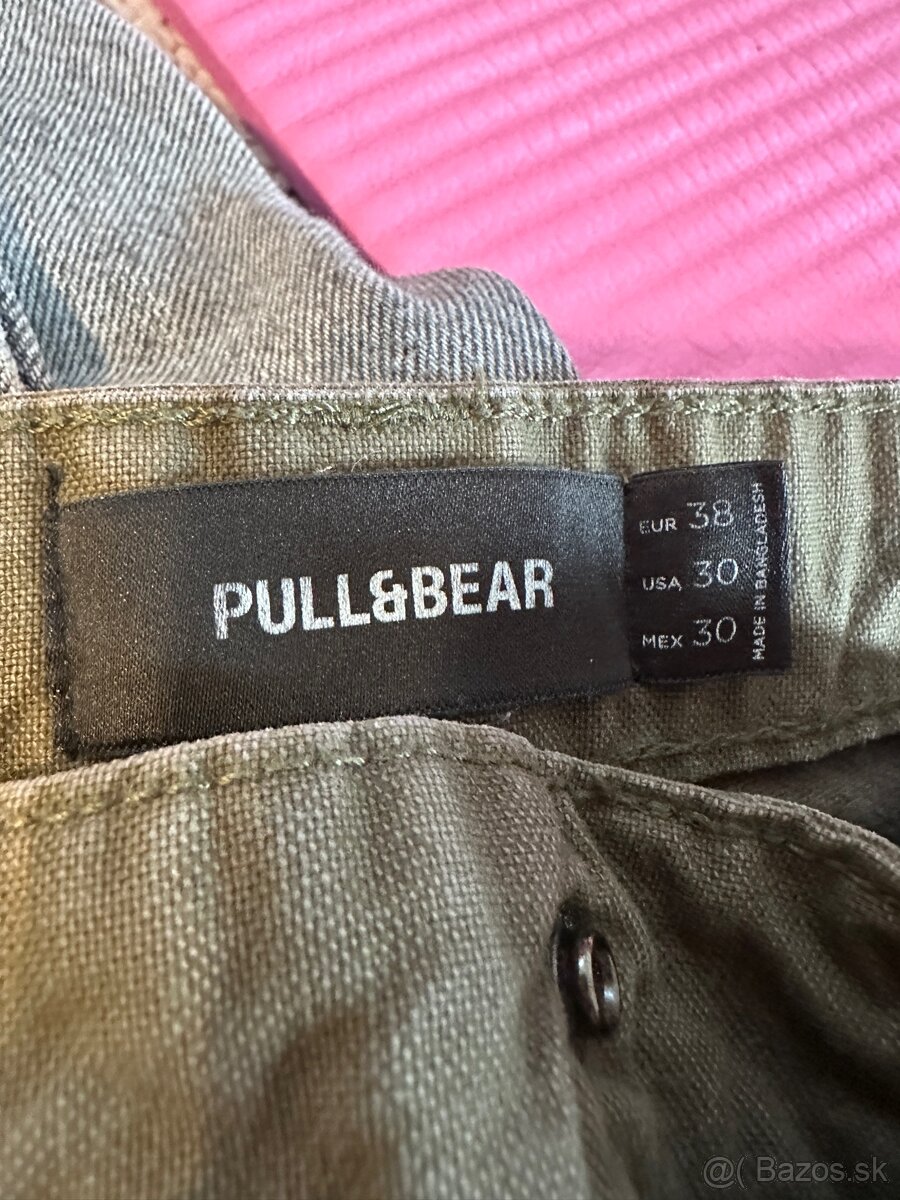 PULL&BEAR
EUR 38
USA 30
MEX 30
MADE IN BANGLADESH
@( Bazos.sk